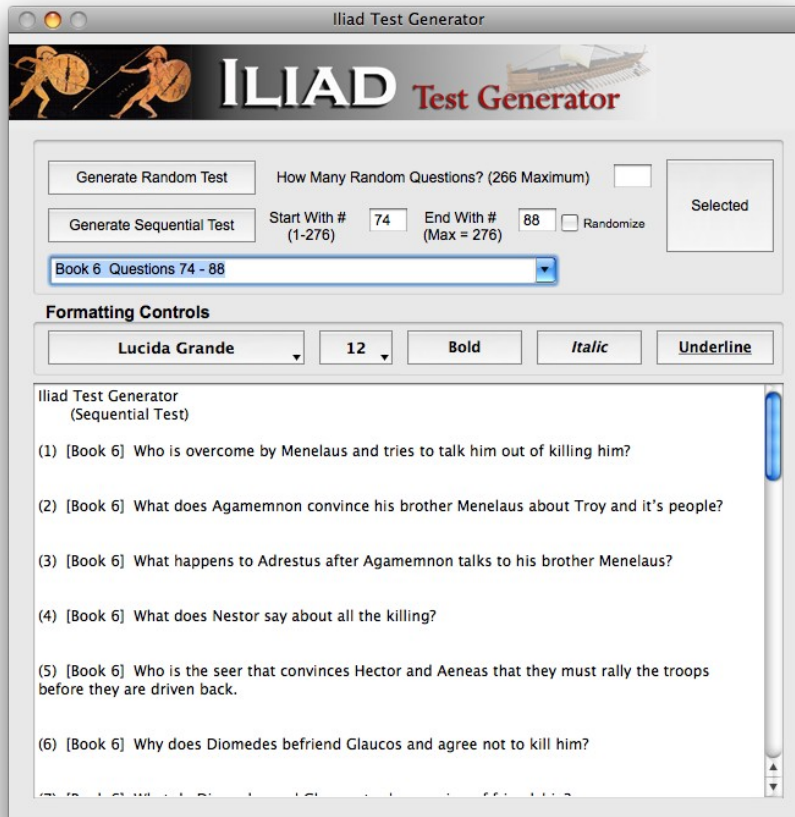 Iliad Test Generator
ILIAD Test Generator
Generate Random Test How Many Random Questions? (266 Maximum)
Selected
Generate Sequential Test Start With # (1-276) 74 End With # (Max = 276) 88 Randomize
Book 6 Questions 74 - 88
Formatting Controls
Lucida Grande 12 Bold Italic Underline
Iliad Test Generator
(Sequential Test)
(1) [Book 6] Who is overcome by Menelaus and tries to talk him out of killing him?
(2) [Book 6] What does Agamemnon convince his brother Menelaus about Troy and it's people?
(3) [Book 6] What happens to Adrestus after Agamemnon talks to his brother Menelaus?
(4) [Book 6] What does Nestor say about all the killing?
(5) [Book 6] Who is the seer that convinces Hector and Aeneas that they must rally the troops
before they are driven back.
(6) [Book 6] Why does Diomedes befriend Glaucos and agree not to kill him?